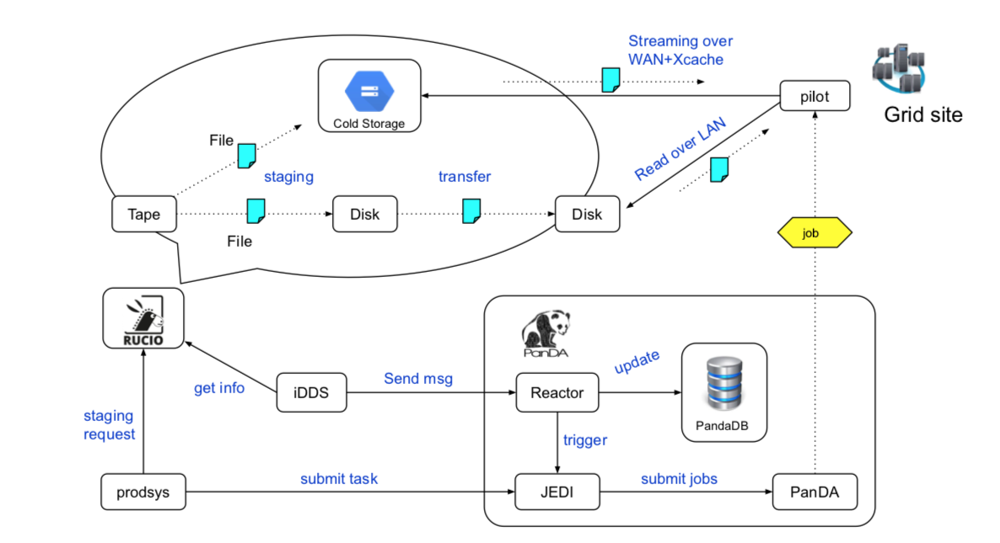 Streaming over
WAN+Xcache
pilot
Grid site
Cold Storage
File
Read over LAN
staging
transfer
Tape
Disk
Disk
File
job
RUCIO
PanDA
update
get info
iDDS
Send msg
Reactor
PandaDB
staging
request
trigger
prodsys
submit task
JEDI
submit jobs
PanDA